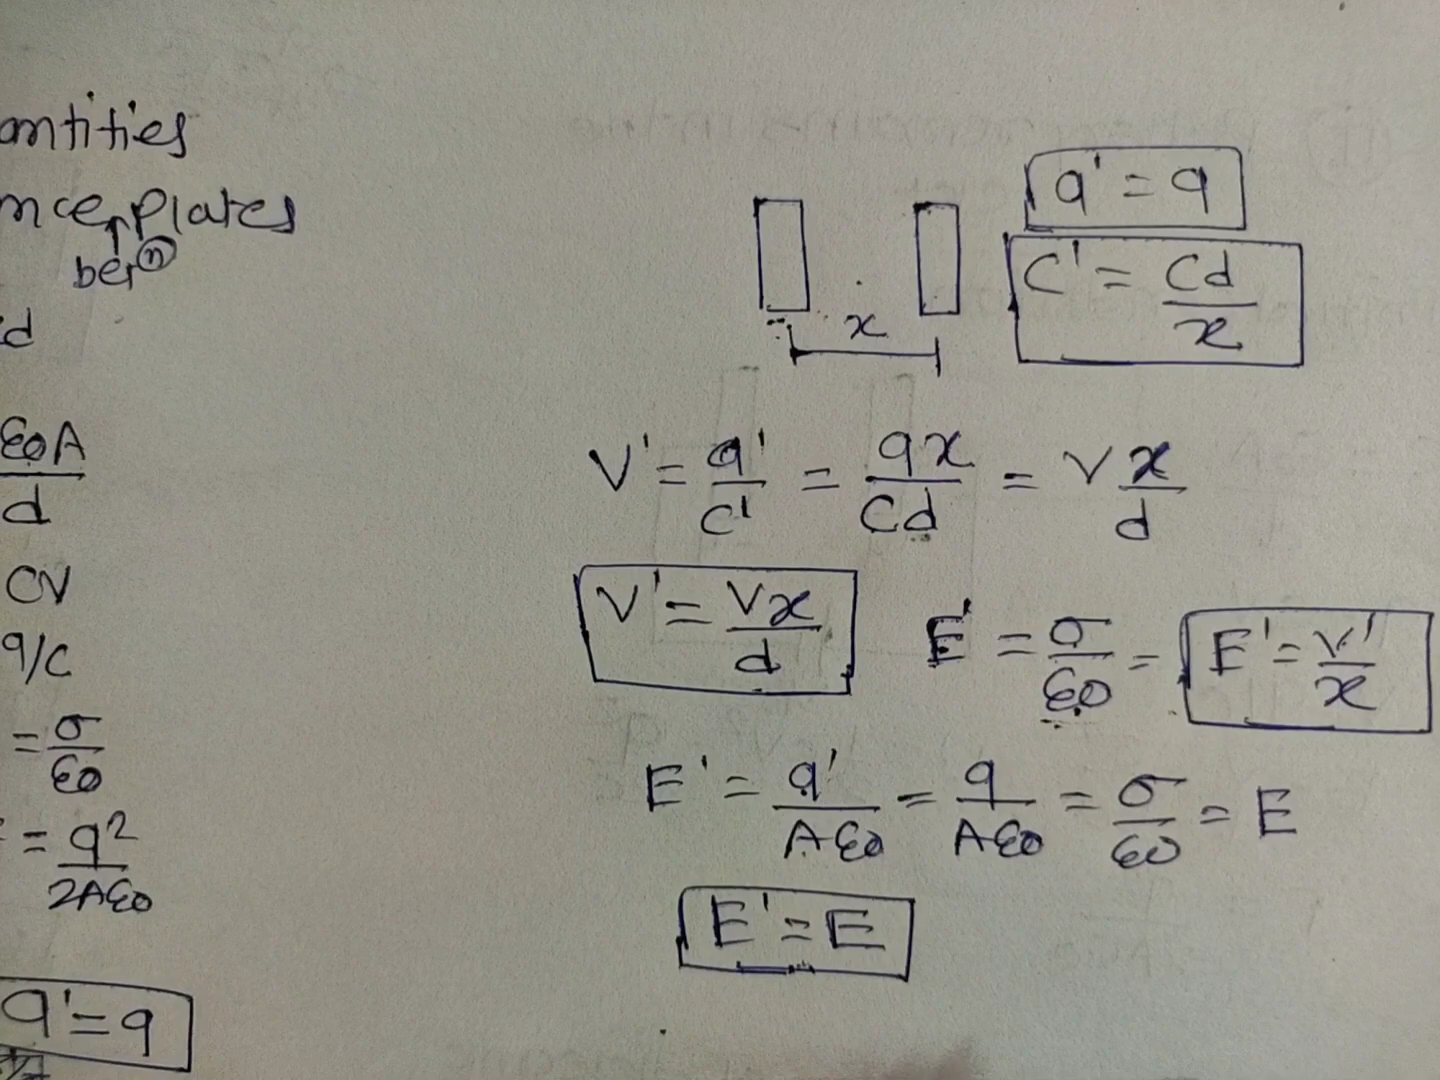 antities
nce plates
ber(n)
d
ε0A/d
CV
q/C
= σ/ε0
= q²/2Aε0
q' = q
q' = q
C' = Cd/x
x
V' = q'/C' = qx/Cd = V x/d
V' = Vx/d
E' = σ/ε0 = E' = V'/x
E' = q'/Aε0 = q/Aε0 = σ/ε0 = E
E' = E